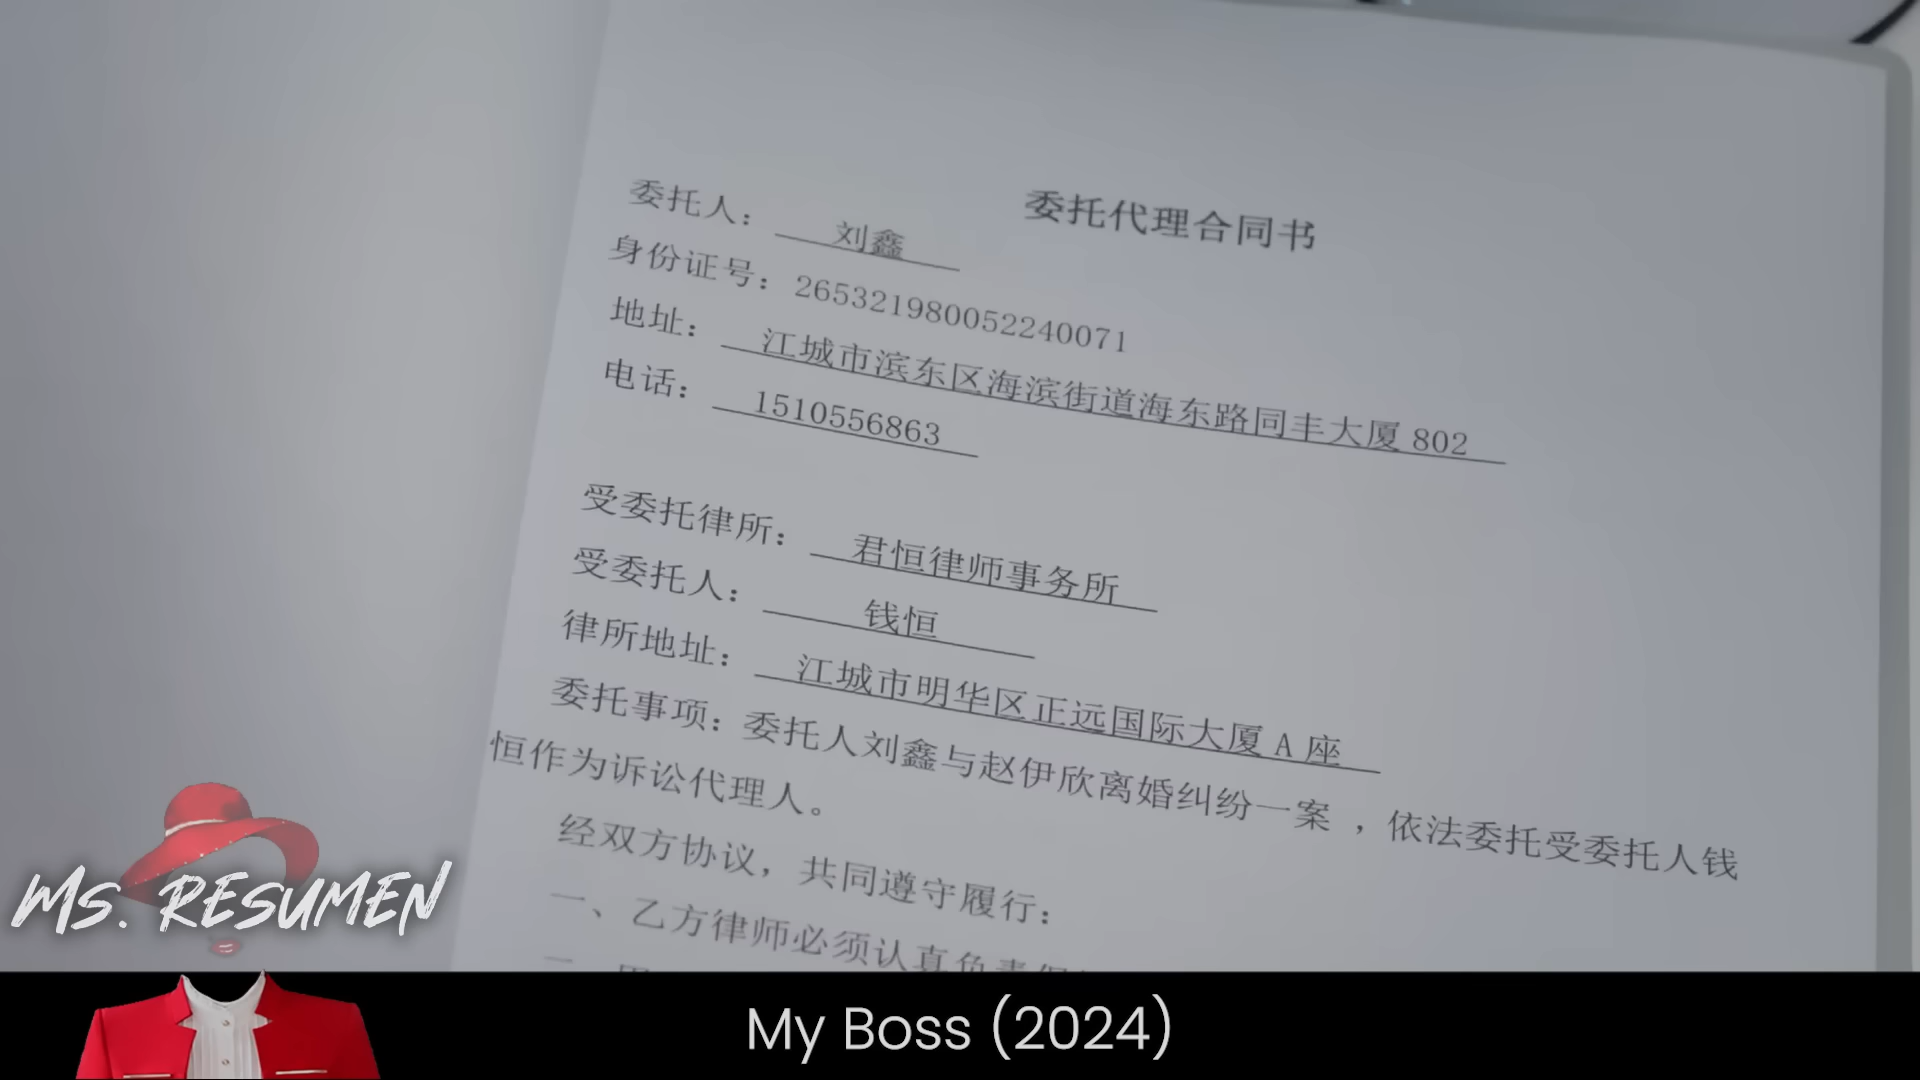 委托代理合同书
委托人： 刘鑫
身份证号：265321980052240071
地址： 江城市滨东区海滨街道海东路同丰大厦 802
电话： 1510556863
受委托律所： 君恒律师事务所
受委托人： 钱恒
律所地址： 江城市明华区正远国际大厦 A 座
委托事项：委托人刘鑫与赵伊欣离婚纠纷一案 ，依法委托受委托人钱
恒作为诉讼代理人。
经双方协议，共同遵守履行：
一、乙方律师必须认真负责保
MS. RESUMEN
My Boss (2024)